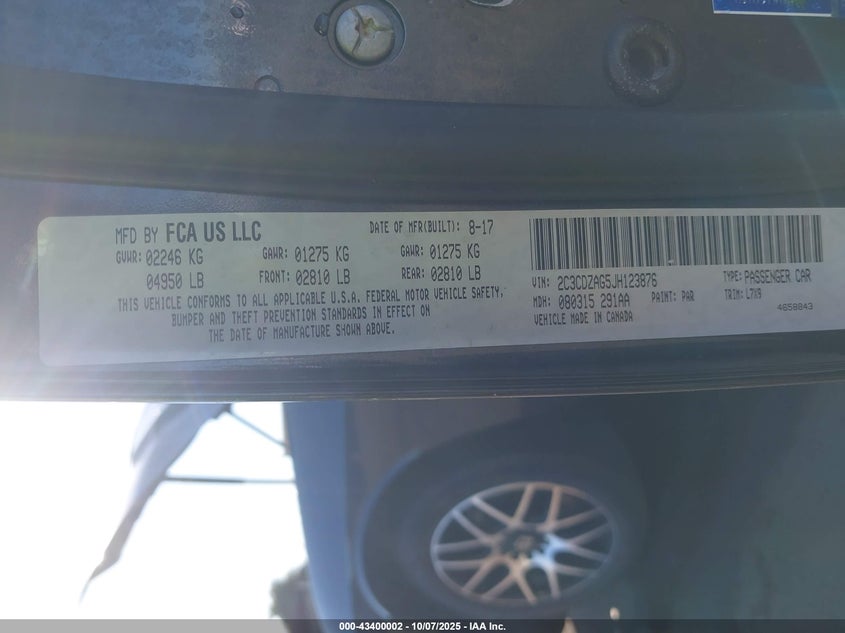 MFD BY FCA US LLC
DATE OF MFR(BUILT): 8-17
GVWR: 02246 KG GAWR: 01275 KG GAWR: 01275 KG
04950 LB FRONT: 02810 LB REAR: 02810 LB
THIS VEHICLE CONFORMS TO ALL APPLICABLE U.S.A. FEDERAL MOTOR VEHICLE SAFETY,
BUMPER AND THEFT PREVENTION STANDARDS IN EFFECT ON
THE DATE OF MANUFACTURE SHOWN ABOVE.
VIN: 2C3CDZAG5JH123876 TYPE: PASSENGER CAR
MDH: 080315 291AA PAINT: PAR TRIM: L7X9
VEHICLE MADE IN CANADA 4658843
000-43400002 - 10/07/2025 - IAA Inc.